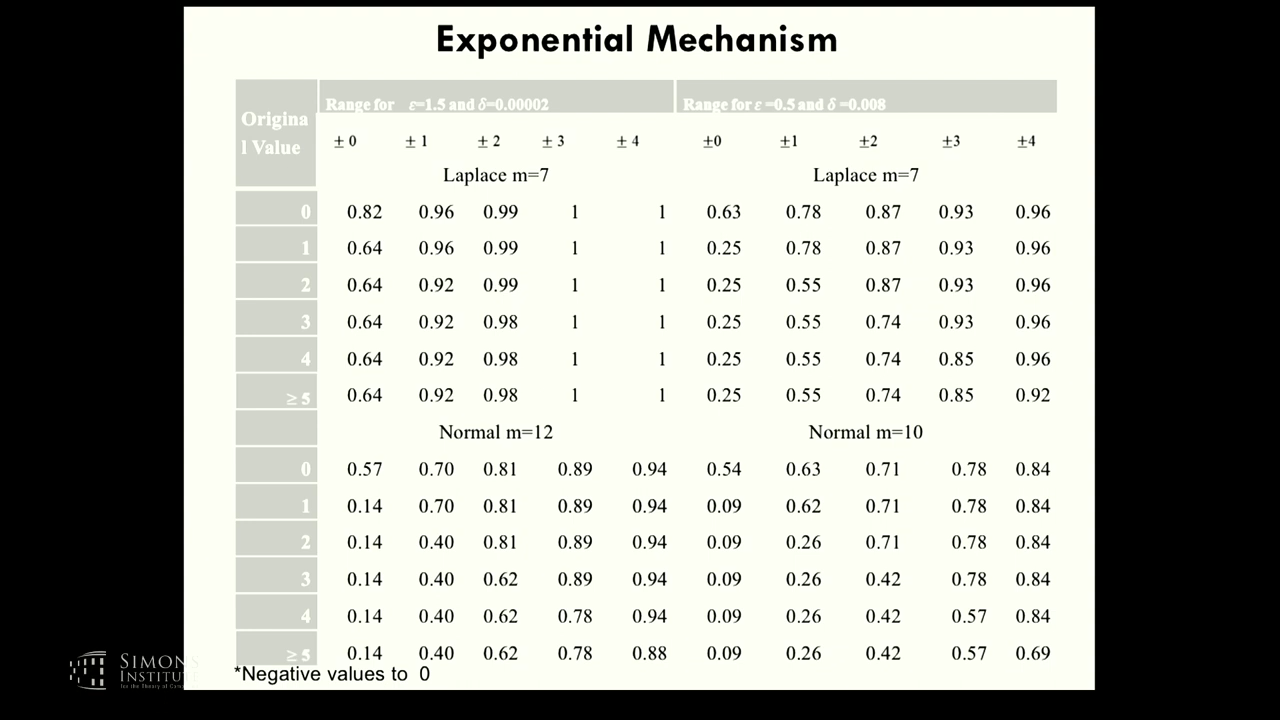 Exponential Mechanism
Origina
l Value
Range for ε=1.5 and δ=0.00002 Range for ε =0.5 and δ =0.008
± 0 ± 1 ± 2 ± 3 ± 4 ±0 ±1 ±2 ±3 ±4
Laplace m=7 Laplace m=7
0 0.82 0.96 0.99 1 1 0.63 0.78 0.87 0.93 0.96
1 0.64 0.96 0.99 1 1 0.25 0.78 0.87 0.93 0.96
2 0.64 0.92 0.99 1 1 0.25 0.55 0.87 0.93 0.96
3 0.64 0.92 0.98 1 1 0.25 0.55 0.74 0.93 0.96
4 0.64 0.92 0.98 1 1 0.25 0.55 0.74 0.85 0.96
≥ 5 0.64 0.92 0.98 1 1 0.25 0.55 0.74 0.85 0.92
Normal m=12 Normal m=10
0 0.57 0.70 0.81 0.89 0.94 0.54 0.63 0.71 0.78 0.84
1 0.14 0.70 0.81 0.89 0.94 0.09 0.62 0.71 0.78 0.84
2 0.14 0.40 0.81 0.89 0.94 0.09 0.26 0.71 0.78 0.84
3 0.14 0.40 0.62 0.89 0.94 0.09 0.26 0.42 0.78 0.84
4 0.14 0.40 0.62 0.78 0.94 0.09 0.26 0.42 0.57 0.84
≥ 5 0.14 0.40 0.62 0.78 0.88 0.09 0.26 0.42 0.57 0.69
*Negative values to 0
SIMONS
INSTITUTE
for the Theory of